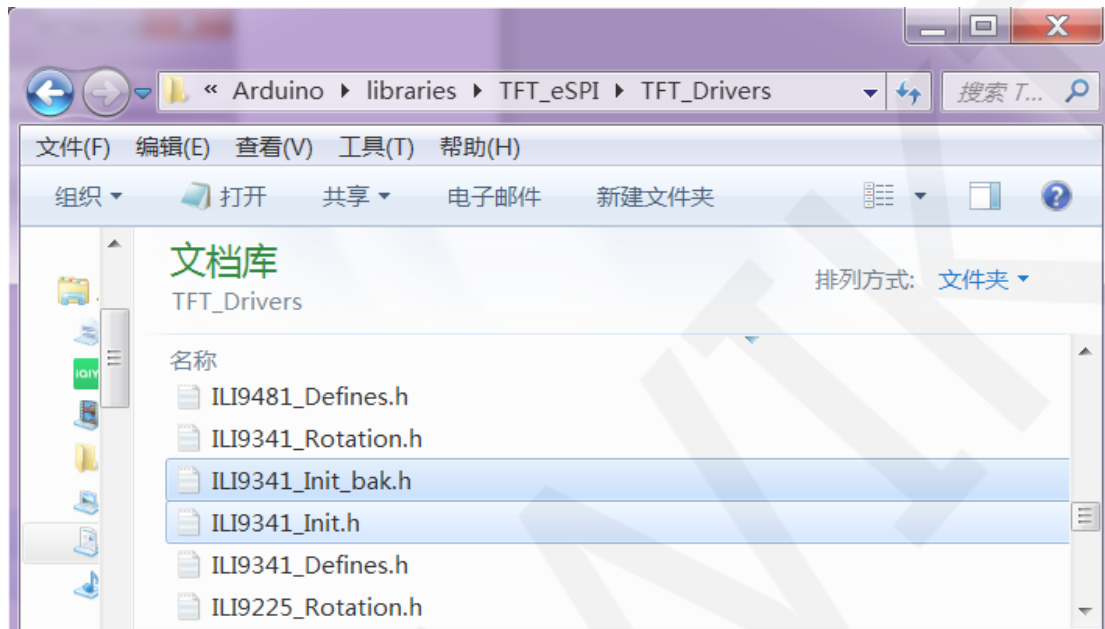 « Arduino ▸ libraries ▸ TFT_eSPI ▸ TFT_Drivers 搜索 T...
文件(F) 编辑(E) 查看(V) 工具(T) 帮助(H)
组织 打开 共享 电子邮件 新建文件夹
文档库
TFT_Drivers
排列方式: 文件夹
名称
ILI9481_Defines.h
ILI9341_Rotation.h
ILI9341_Init_bak.h
ILI9341_Init.h
ILI9341_Defines.h
ILI9225_Rotation.h